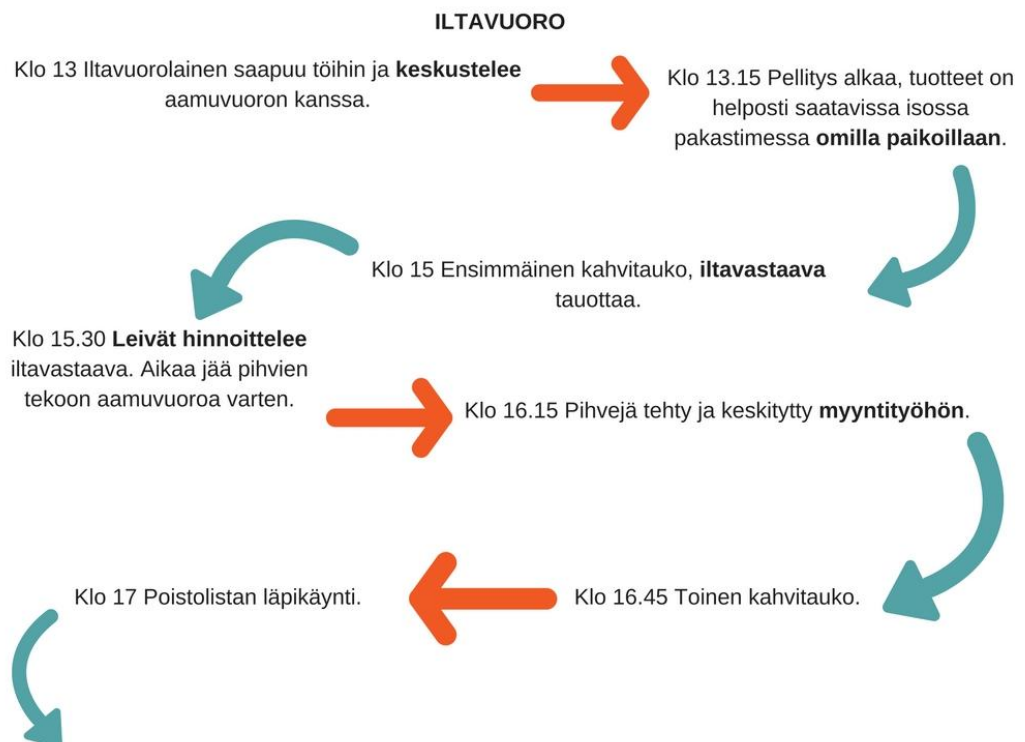 ILTAVUORO
Klo 13 Iltavuorolainen saapuu töihin ja keskustelee
aamuvuoron kanssa.
Klo 13.15 Pellitys alkaa, tuotteet on
helposti saatavissa isossa
pakastimessa omilla paikoillaan.
Klo 15 Ensimmäinen kahvitauko, iltavastaava
tauottaa.
Klo 15.30 Leivät hinnoittelee
iltavastaava. Aikaa jää pihvien
tekoon aamuvuoroa varten.
Klo 16.15 Pihvejä tehty ja keskitytty myyntityöhön.
Klo 16.45 Toinen kahvitauko.
Klo 17 Poistolistan läpikäynti.